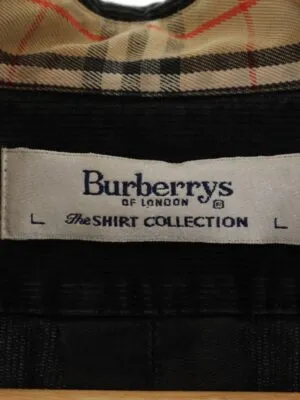 Burberrys
OF LONDON ®
L The SHIRT COLLECTION L